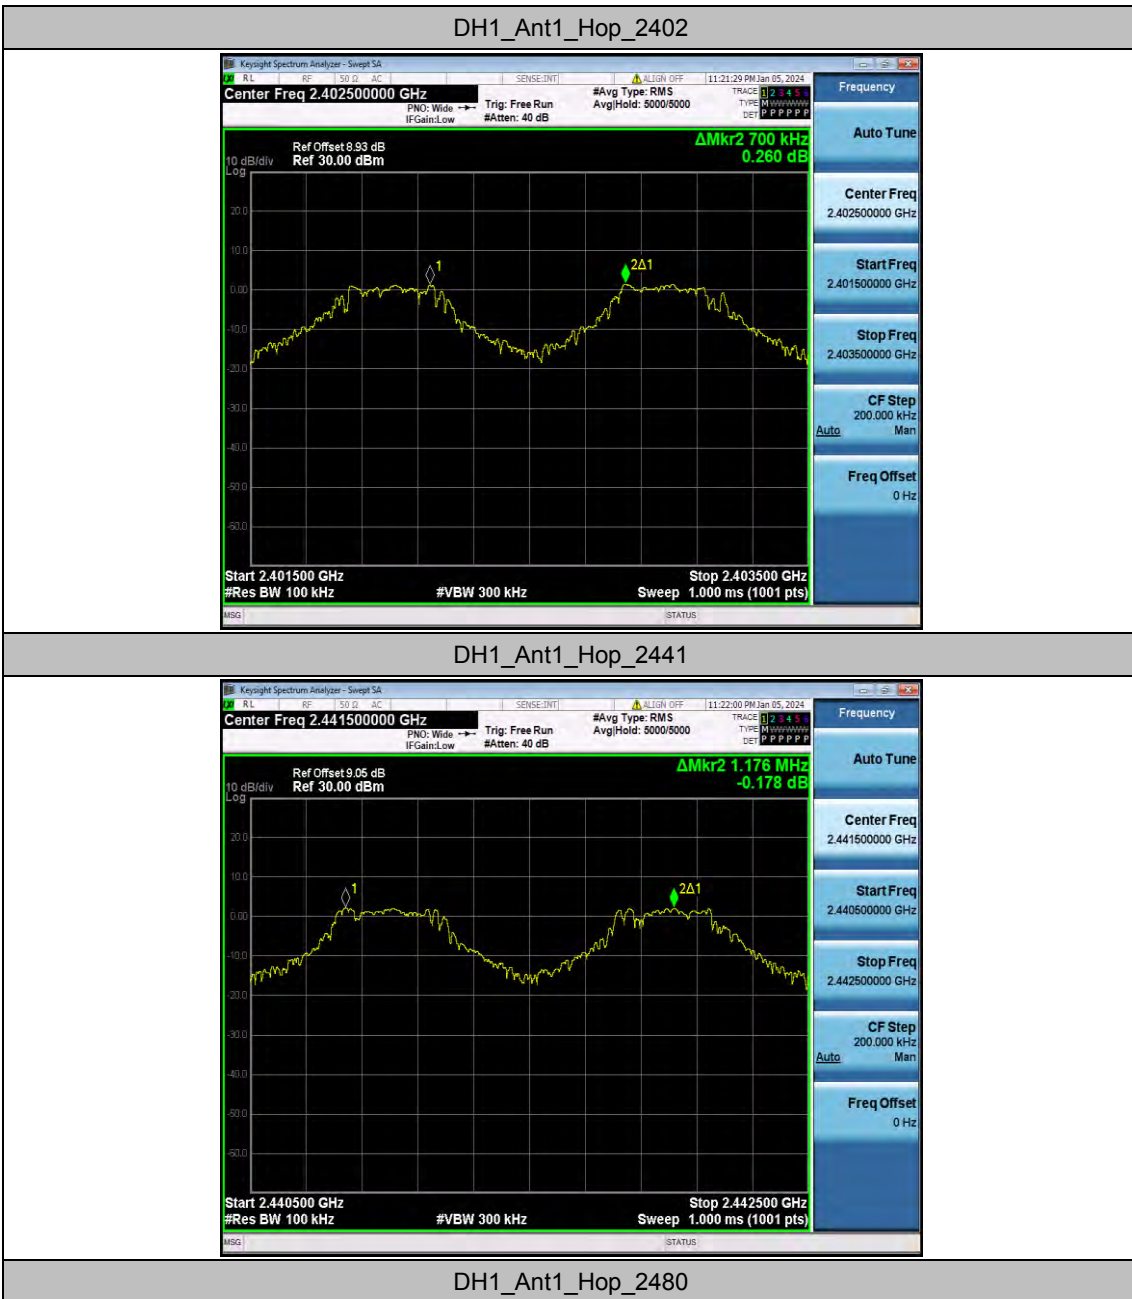 DH1_Ant1_Hop_2402
Keysight Spectrum Analyzer - Swept SA
RL RF 50 Ω AC SENSE:INT ALIGN OFF 11:21:29 PM Jan 05, 2024
Center Freq 2.402500000 GHz
PNO: Wide
IFGain:Low
Trig: Free Run
#Atten: 40 dB
#Avg Type: RMS
Avg|Hold: 5000/5000
TRACE 1 2 3 4 5 6
TYPE M
DET P P P P P P
Frequency
Auto Tune
Center Freq
2.402500000 GHz
Start Freq
2.401500000 GHz
Stop Freq
2.403500000 GHz
CF Step
200.000 kHz
Auto Man
Freq Offset
0 Hz
ΔMkr2 700 kHz
0.260 dB
Ref Offset 8.93 dB
10 dB/div Ref 30.00 dBm
Log
20.0
10.0
0.00
-10.0
-20.0
-30.0
-40.0
-50.0
-60.0
1
2Δ1
Start 2.401500 GHz Stop 2.403500 GHz
#Res BW 100 kHz #VBW 300 kHz Sweep 1.000 ms (1001 pts)
MSG STATUS
DH1_Ant1_Hop_2441
Keysight Spectrum Analyzer - Swept SA
RL RF 50 Ω AC SENSE:INT ALIGN OFF 11:22:00 PM Jan 05, 2024
Center Freq 2.441500000 GHz
PNO: Wide
IFGain:Low
Trig: Free Run
#Atten: 40 dB
#Avg Type: RMS
Avg|Hold: 5000/5000
TRACE 1 2 3 4 5 6
TYPE M
DET P P P P P P
Frequency
Auto Tune
Center Freq
2.441500000 GHz
Start Freq
2.440500000 GHz
Stop Freq
2.442500000 GHz
CF Step
200.000 kHz
Auto Man
Freq Offset
0 Hz
ΔMkr2 1.176 MHz
-0.178 dB
Ref Offset 9.05 dB
10 dB/div Ref 30.00 dBm
Log
20.0
10.0
0.00
-10.0
-20.0
-30.0
-40.0
-50.0
-60.0
1
2Δ1
Start 2.440500 GHz Stop 2.442500 GHz
#Res BW 100 kHz #VBW 300 kHz Sweep 1.000 ms (1001 pts)
MSG STATUS
DH1_Ant1_Hop_2480